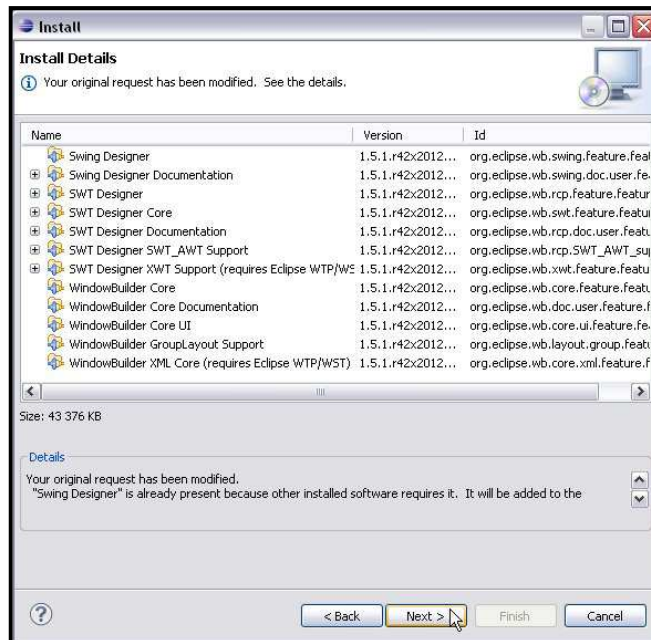 Install
Install Details
Your original request has been modified. See the details.
Name Version Id
Swing Designer 1.5.1.r42x2012... org.eclipse.wb.swing.feature.feat
Swing Designer Documentation 1.5.1.r42x2012... org.eclipse.wb.swing.doc.user.fe
SWT Designer 1.5.1.r42x2012... org.eclipse.wb.rcp.feature.featur
SWT Designer Core 1.5.1.r42x2012... org.eclipse.wb.swt.feature.featu
SWT Designer Documentation 1.5.1.r42x2012... org.eclipse.wb.rcp.doc.user.featu
SWT Designer SWT_AWT Support 1.5.1.r42x2012... org.eclipse.wb.rcp.SWT_AWT_su
SWT Designer XWT Support (requires Eclipse WTP/WS 1.5.1.r42x2012... org.eclipse.wb.xwt.feature.featu
WindowBuilder Core 1.5.1.r42x2012... org.eclipse.wb.core.feature.featu
WindowBuilder Core Documentation 1.5.1.r42x2012... org.eclipse.wb.doc.user.feature.f
WindowBuilder Core UI 1.5.1.r42x2012... org.eclipse.wb.core.ui.feature.fe
WindowBuilder GroupLayout Support 1.5.1.r42x2012... org.eclipse.wb.layout.group.featu
WindowBuilder XML Core (requires Eclipse WTP/WST) 1.5.1.r42x2012... org.eclipse.wb.core.xml.feature.f
Size: 43 376 KB
Details
Your original request has been modified.
"Swing Designer" is already present because other installed software requires it. It will be added to the
< Back Next > Finish Cancel